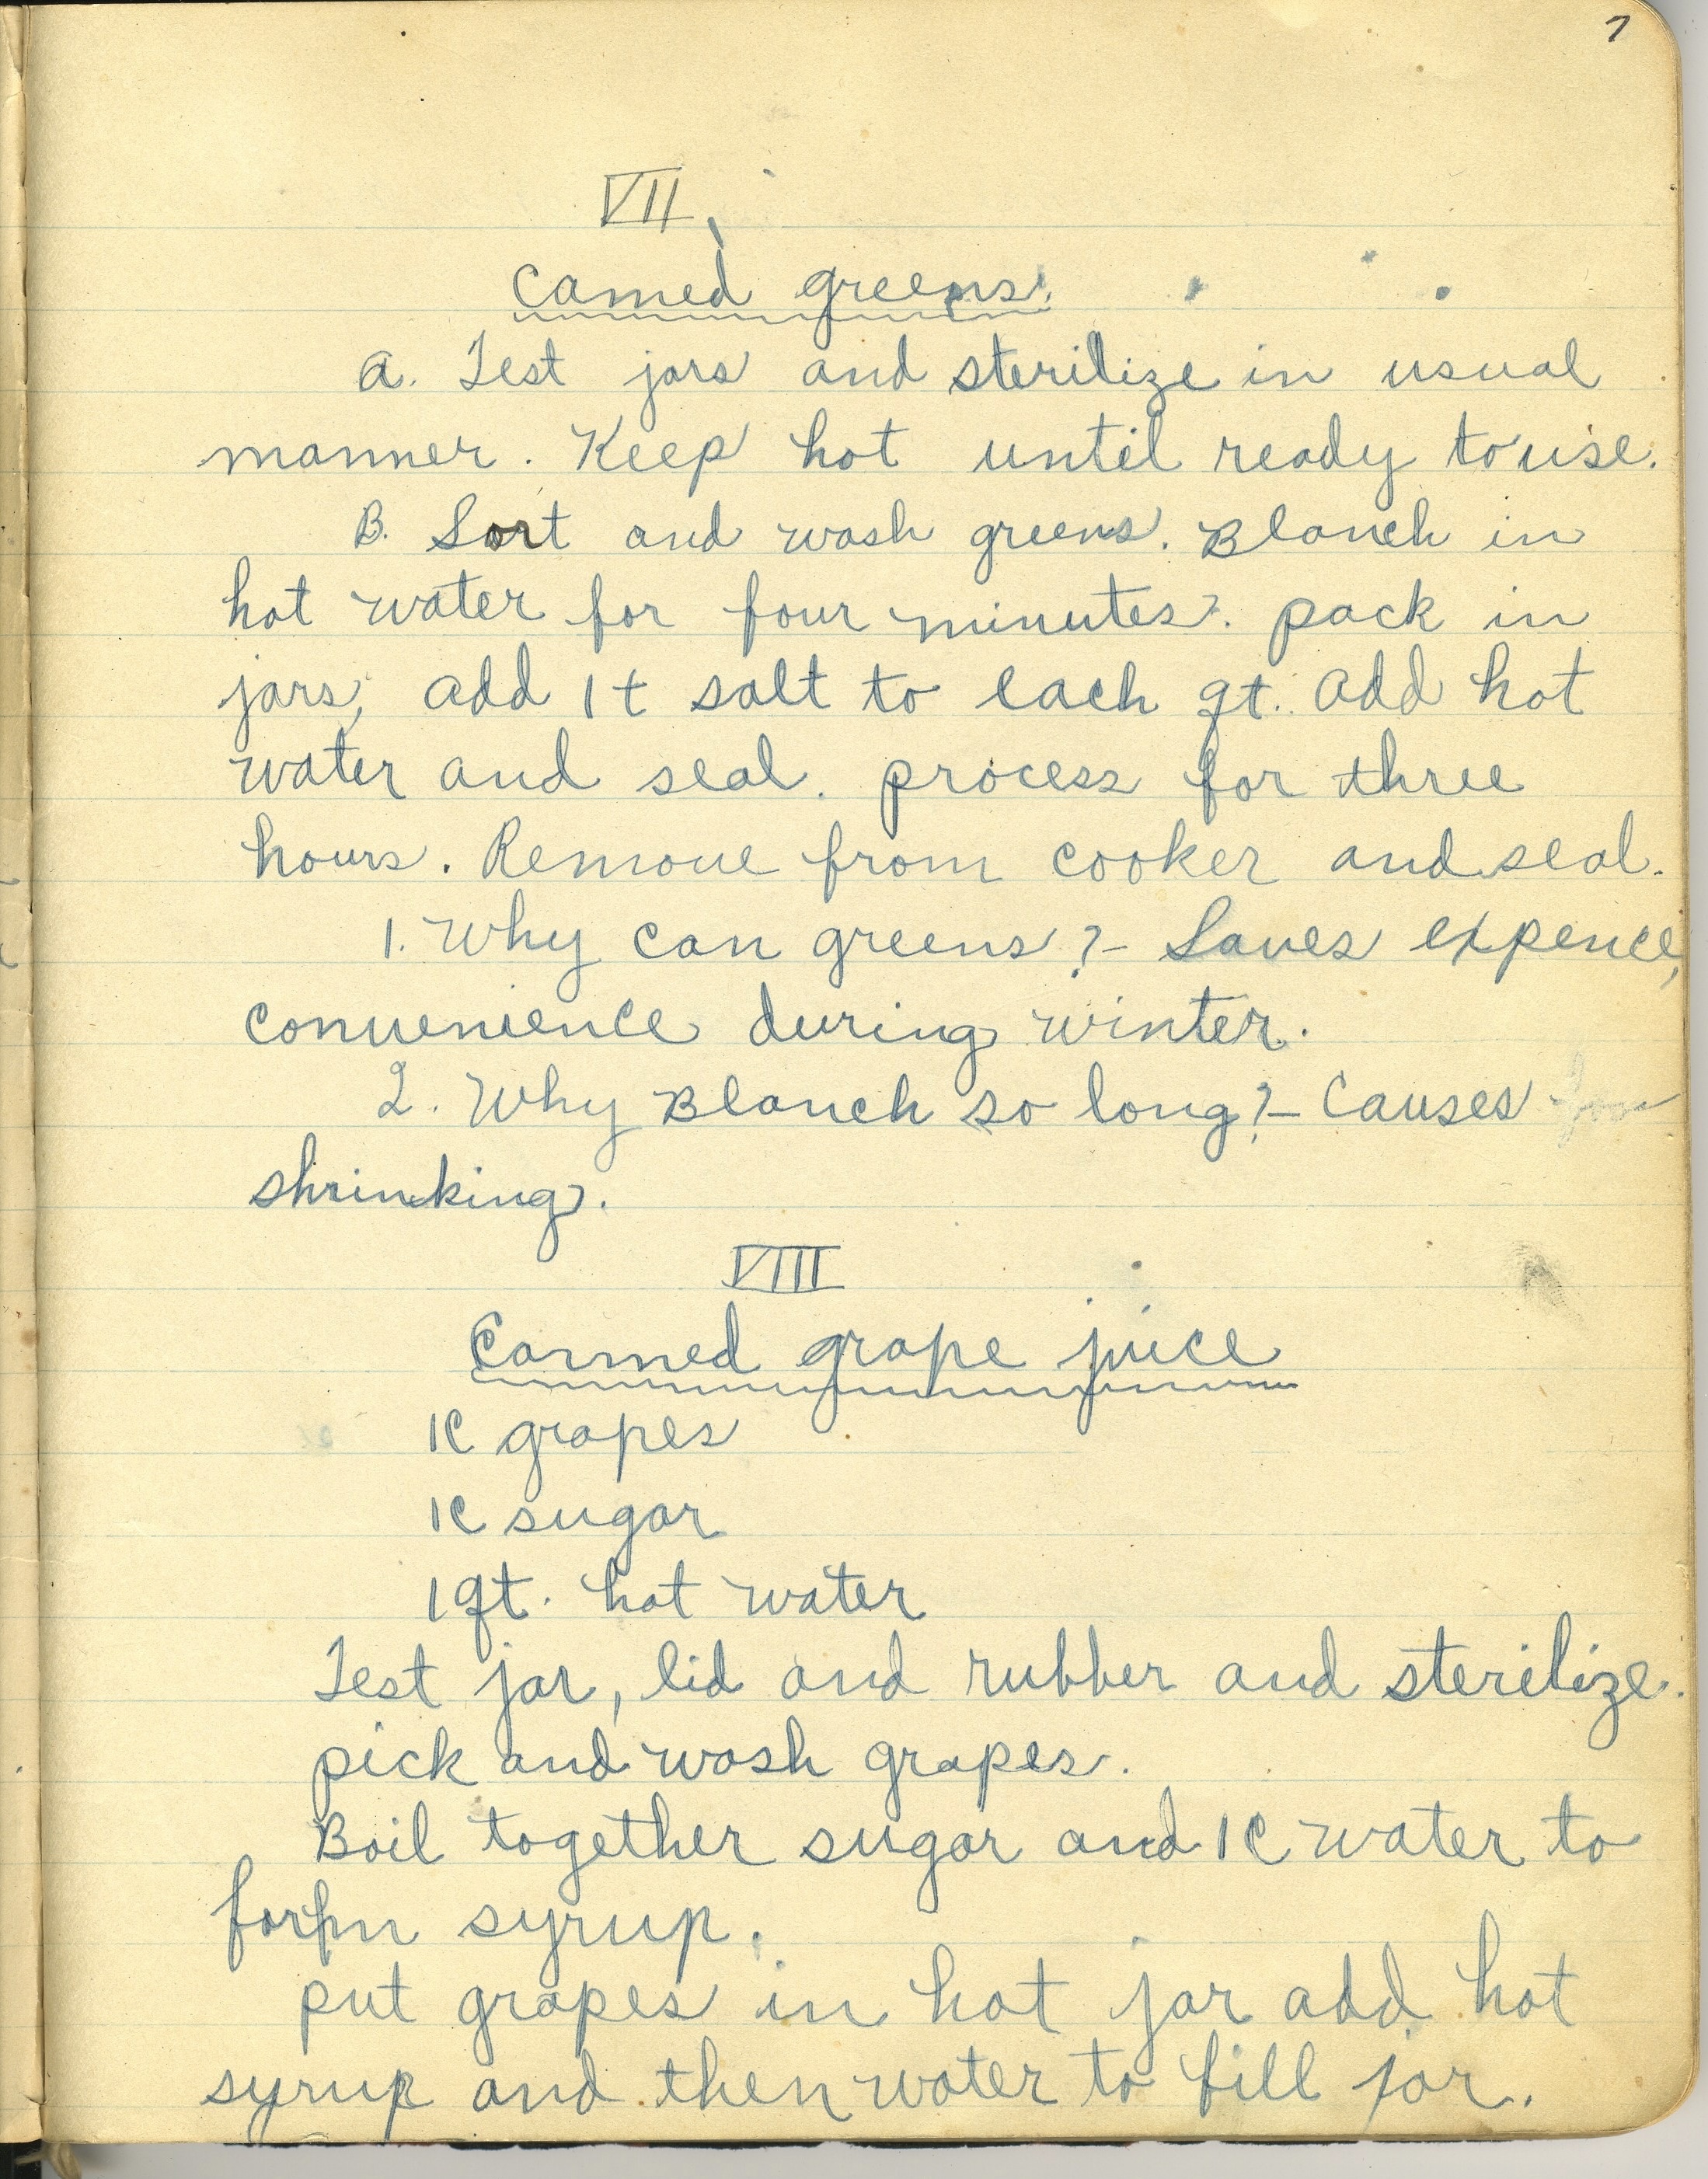 7
VII
Canned greens.
a. Test jars and sterilize in usual
manner. Keep hot until ready to use.
B. Sort and wash greens. Blanch in
hot water for four minutes. pack in
jars, add 1 t salt to each qt. add hot
water and seal. process for three
hours. Remove from cooker and seal.
1. Why can greens?- Saves expence,
convenience during winter.
2. Why Blanch so long?- Causes
shrinking.
VIII
Canned grape juice
1C grapes
1C sugar
1 qt. hot water
Test jar, lid and rubber and sterilize.
pick and wash grapes.
Boil together sugar and 1C water to
form syrup.
put grapes in hot jar add hot
syrup and then water to fill jar.